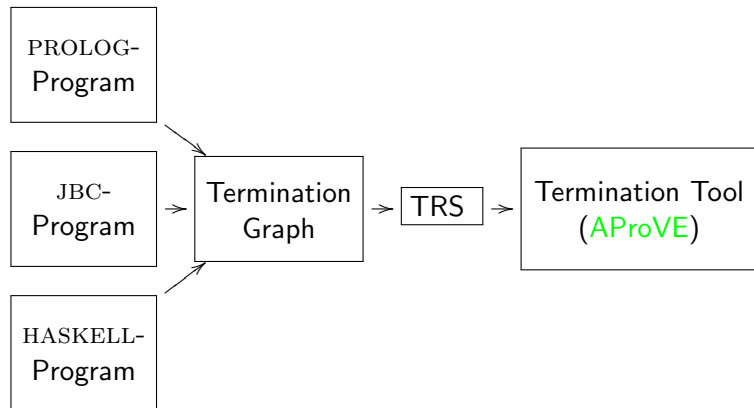 PROLOG-
Program
JBC-
Program
HASKELL-
Program
Termination
Graph
TRS
Termination Tool
(AProVE)